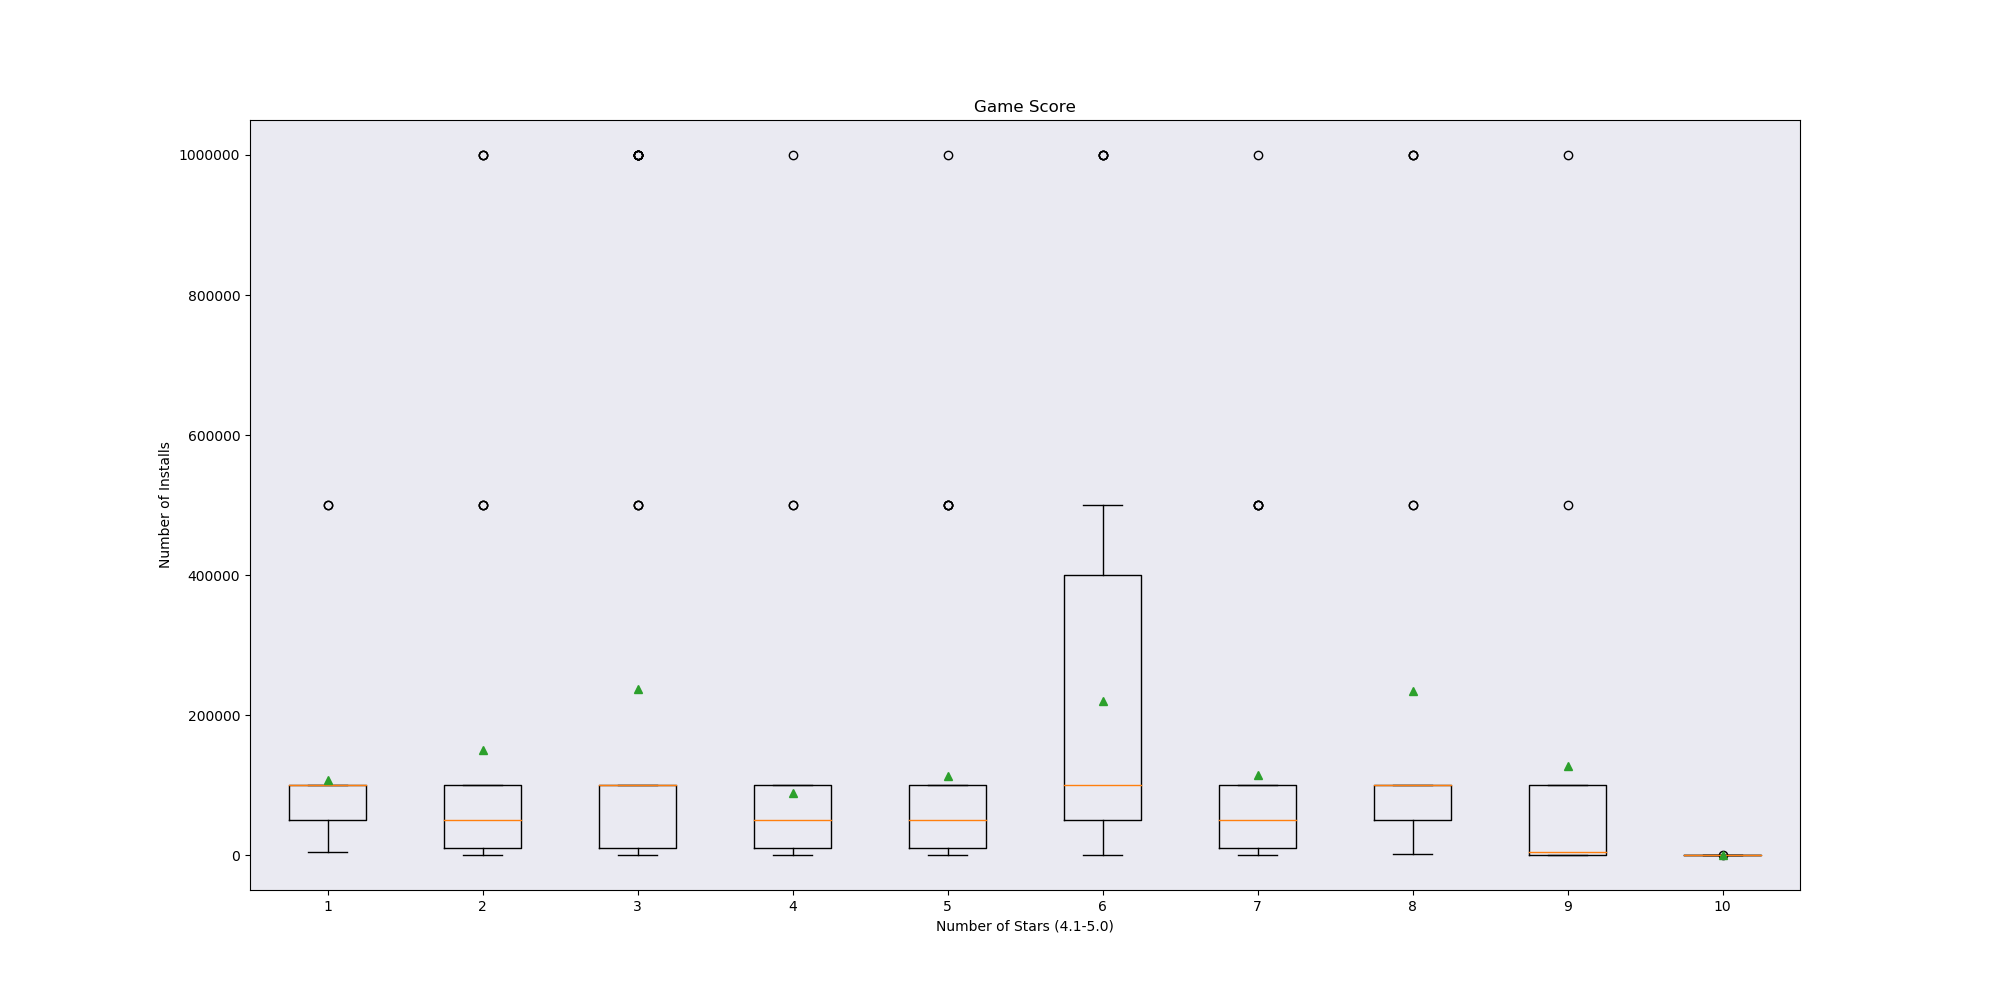 Game Score
1000000
800000
600000
400000
200000
0
Number of Installs
1 2 3 4 5 6 7 8 9 10
Number of Stars (4.1-5.0)